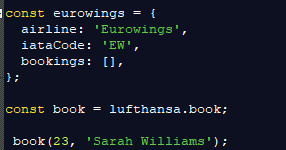 const eurowings = {
  airline: 'Eurowings',
  iataCode: 'EW',
  bookings: [],
};

const book = lufthansa.book;

 book(23, 'Sarah Williams');